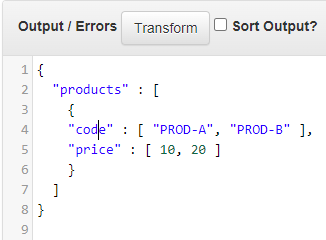 Output / Errors Transform Sort Output?
1 {
2   "products" : [
3     {
4     "code" : [ "PROD-A", "PROD-B" ],
5     "price" : [ 10, 20 ]
6     }
7   ]
8 }
9